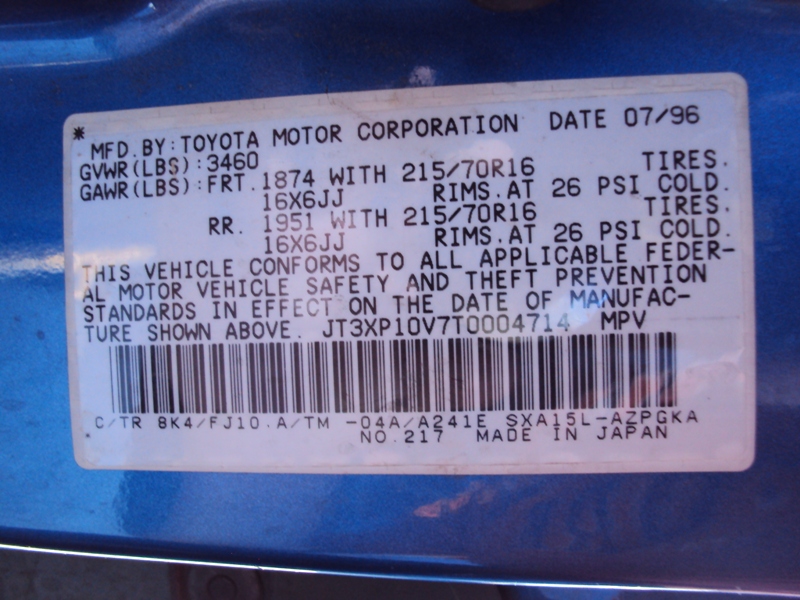 * MFD.BY:TOYOTA MOTOR CORPORATION DATE 07/96
GVWR(LBS):3460
GAWR(LBS):FRT. 1874 WITH 215/70R16 TIRES.
16X6JJ RIMS.AT 26 PSI COLD.
RR. 1951 WITH 215/70R16 TIRES.
16X6JJ RIMS.AT 26 PSI COLD.
THIS VEHICLE CONFORMS TO ALL APPLICABLE FEDER-
AL MOTOR VEHICLE SAFETY AND THEFT PREVENTION
STANDARDS IN EFFECT ON THE DATE OF MANUFAC-
TURE SHOWN ABOVE. JT3XP10V7T0004714 MPV
C/TR 8K4/FJ10.A/TM -04A/A241E SXA15L-AZPGKA
NO.217 MADE IN JAPAN